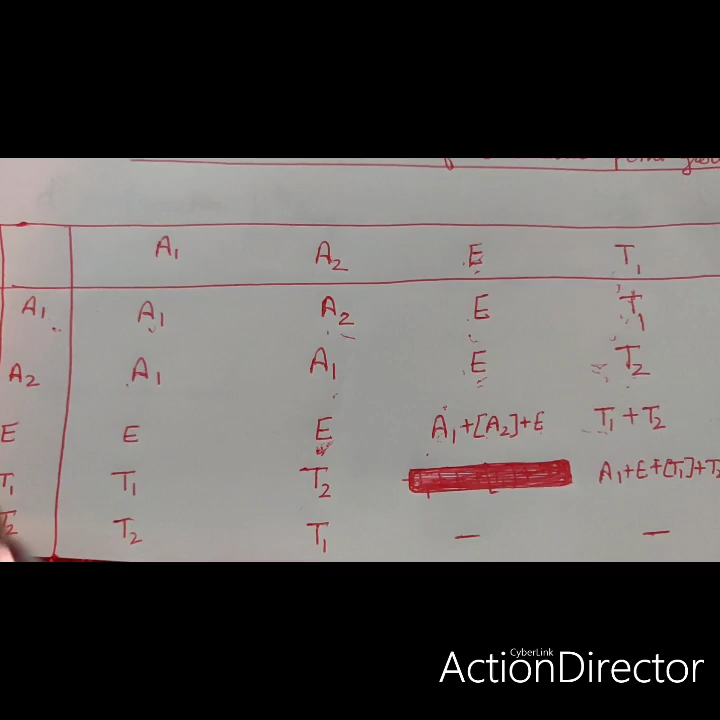 A1 A2 E T1
A1 A1 A2 E T1
A2 A1 A1 E T2
E E E A1+[A2]+E T1+T2
T1 T1 T2 A1+E+[T1]+T2
T2 T2 T1 — —
CyberLink
ActionDirector